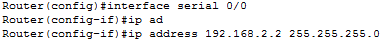 Router(config)#interface serial 0/0
Router(config-if)#ip ad
Router(config-if)#ip address 192.168.2.2 255.255.255.0